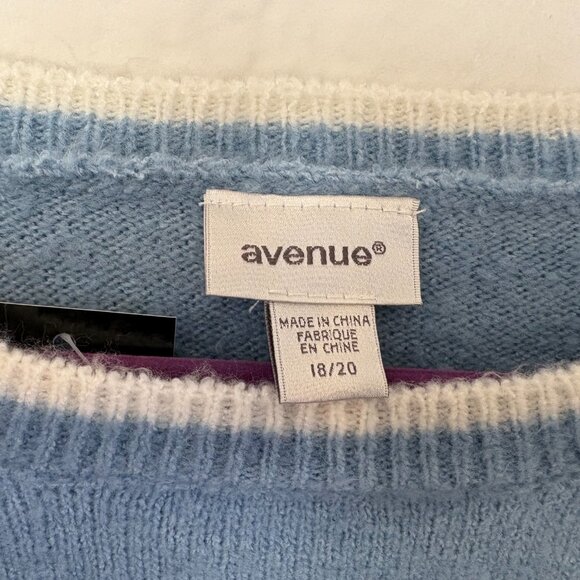 avenue®
MADE IN CHINA
FABRIQUE
EN CHINE
18/20